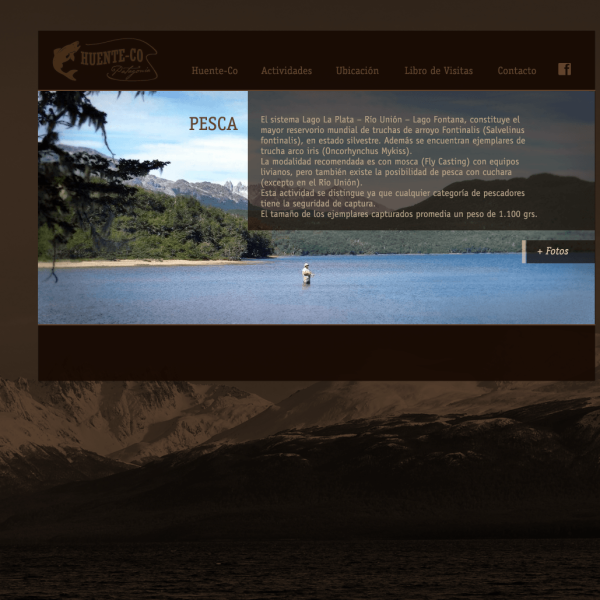 HUENTE-CO
Patagonia
Huente-Co Actividades Ubicación Libro de Visitas Contacto f
PESCA
El sistema Lago La Plata – Río Unión – Lago Fontana, constituye el
mayor reservorio mundial de truchas de arroyo Fontinalis (Salvelinus
fontinalis), en estado silvestre. Además se encuentran ejemplares de
trucha arco iris (Oncorhynchus Mykiss).
La modalidad recomendada es con mosca (Fly Casting) con equipos
livianos, pero también existe la posibilidad de pesca con cuchara
(excepto en el Río Unión).
Esta actividad se distingue ya que cualquier categoría de pescadores
tiene la seguridad de captura.
El tamaño de los ejemplares capturados promedia un peso de 1.100 grs.
+ Fotos